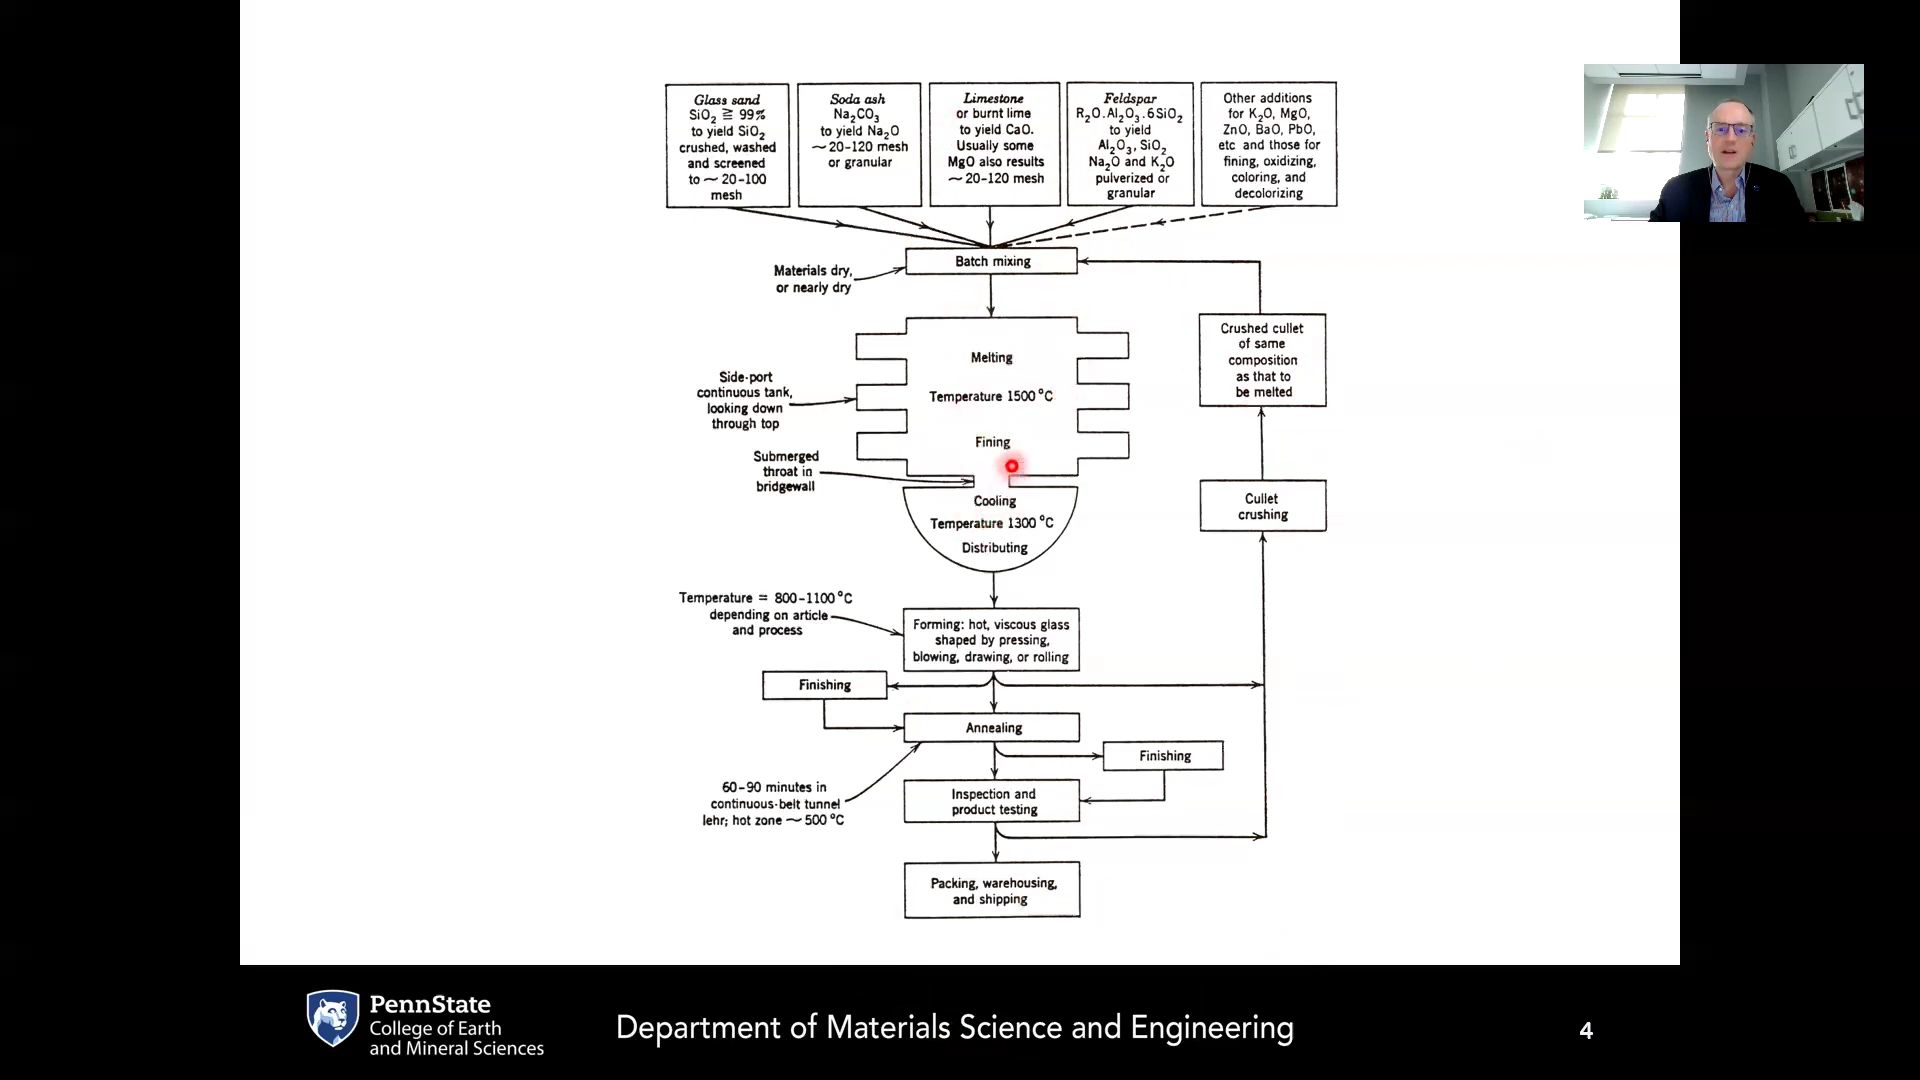 Glass sand
SiO₂ ≧ 99%
to yield SiO₂
crushed, washed
and screened
to ~ 20-100
mesh
Soda ash
Na₂CO₃
to yield Na₂O
~ 20-120 mesh
or granular
Limestone
or burnt lime
to yield CaO.
Usually some
MgO also results
~ 20-120 mesh
Feldspar
R₂O.Al₂O₃.6SiO₂
to yield
Al₂O₃, SiO₂
Na₂O and K₂O
pulverized or
granular
Other additions
for K₂O, MgO,
ZnO, BaO, PbO,
etc and those for
fining, oxidizing,
coloring, and
decolorizing
Batch mixing
Materials dry,
or nearly dry
Melting
Temperature 1500 °C
Fining
Side-port
continuous tank,
looking down
through top
Submerged
throat in
bridgewall
Crushed cullet
of same
composition
as that to
be melted
Cooling
Temperature 1300 °C
Distributing
Cullet
crushing
Temperature = 800-1100 °C
depending on article
and process
Forming: hot, viscous glass
shaped by pressing,
blowing, drawing, or rolling
Finishing
Annealing
Finishing
60-90 minutes in
continuous-belt tunnel
lehr; hot zone ~ 500 °C
Inspection and
product testing
Packing, warehousing,
and shipping
PennState
College of Earth
and Mineral Sciences
Department of Materials Science and Engineering
4